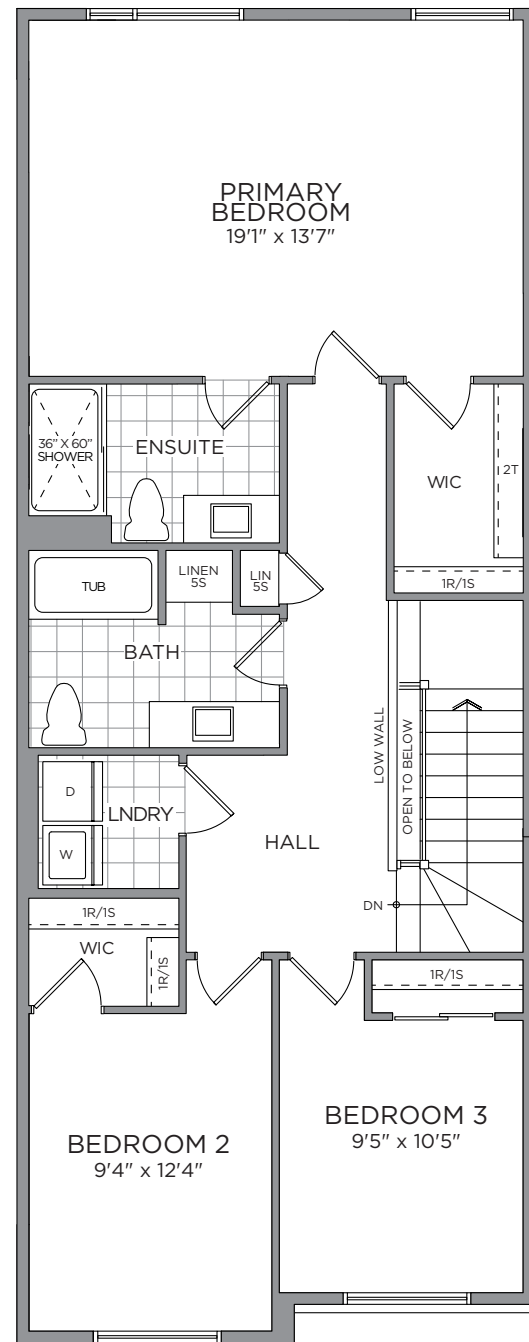 PRIMARY
BEDROOM
19'1" x 13'7"
36" X 60"
SHOWER
ENSUITE
WIC
2T
1R/1S
LINEN
5S
LIN
5S
TUB
BATH
LOW WALL
OPEN TO BELOW
D
LNDRY
W
HALL
DN
1R/1S
WIC
1R/1S
1R/1S
BEDROOM 2
9'4" x 12'4"
BEDROOM 3
9'5" x 10'5"